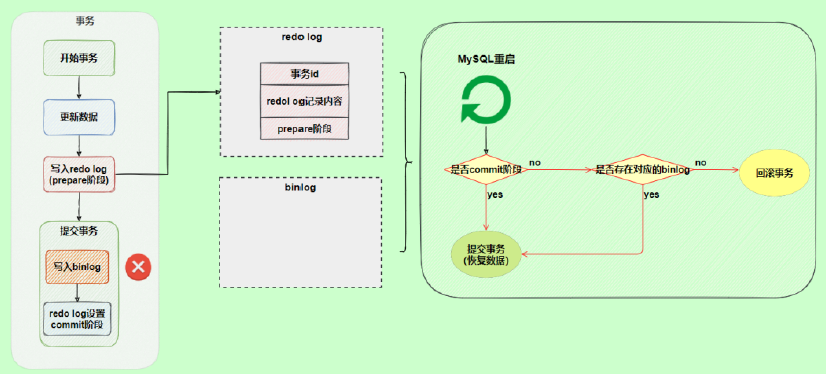 事务
开始事务
更新数据
写入redo log
(prepare阶段)
提交事务
写入binlog
redo log设置
commit阶段
redo log
事务id
redol og记录内容
prepare阶段
binlog
MySQL重启
是否commit阶段
no
是否存在对应的binlog
no
回滚事务
yes
yes
提交事务
(恢复数据)